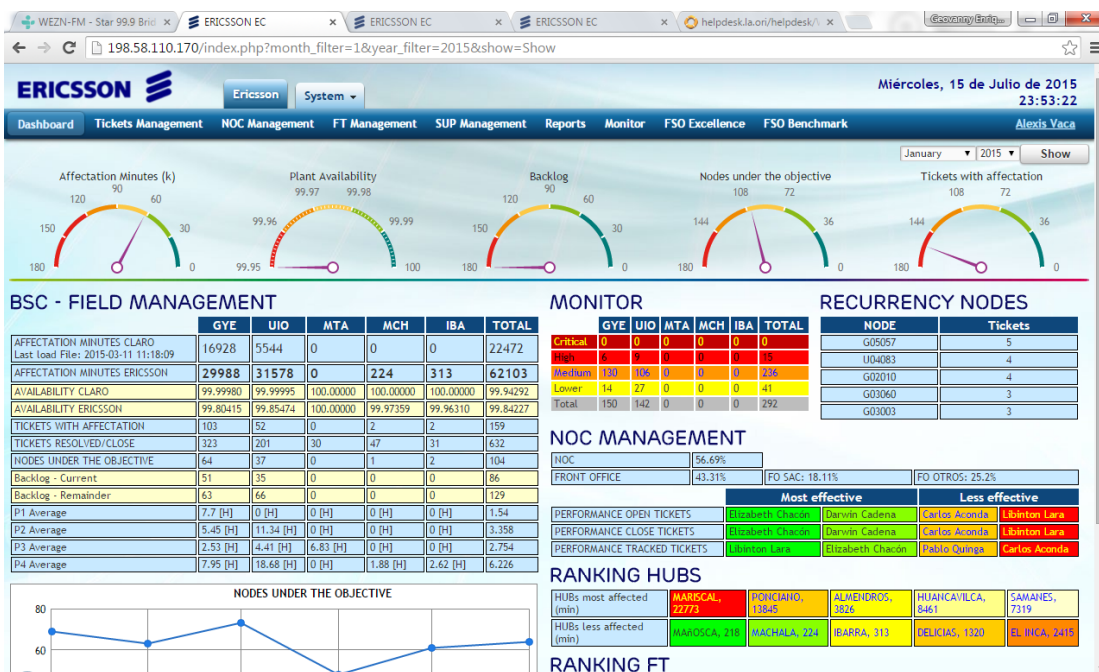 WEZN-FM - Star 99.9 Brid
ERICSSON EC
ERICSSON EC
ERICSSON EC
helpdesk.la.ori/helpdesk/
198.58.110.170/index.php?month_filter=1&year_filter=2015&show=Show
ERICSSON
Ericsson System
Miércoles, 15 de Julio de 2015
23:53:22
Dashboard Tickets Management NOC Management FT Management SUP Management Reports Monitor FSO Excellence FSO Benchmark Alexis Vaca
January 2015 Show
Affectation Minutes (k)
180 150 120 90 60 30 0
Plant Availability
99.95 99.96 99.97 99.98 99.99 100
Backlog
180 150 120 90 60 30 0
Nodes under the objective
180 144 108 72 36 0
Tickets with affectation
180 144 108 72 36 0
BSC - FIELD MANAGEMENT
GYE UIO MTA MCH IBA TOTAL
AFFECTATION MINUTES CLARO
Last load File: 2015-03-11 11:18:09
16928 5544 0 0 0 22472
AFFECTATION MINUTES ERICSSON 29988 31578 0 224 313 62103
AVAILABILITY CLARO 99.99980 99.99995 100.00000 100.00000 100.00000 99.94292
AVAILABILITY ERICSSON 99.80415 99.85474 100.00000 99.97359 99.96310 99.84227
TICKETS WITH AFFECTATION 103 52 0 2 2 159
TICKETS RESOLVED/CLOSE 323 201 30 47 31 632
NODES UNDER THE OBJECTIVE 64 37 0 1 2 104
Backlog - Current 51 35 0 0 0 86
Backlog - Remainder 63 66 0 0 0 129
P1 Average 7.7 [H] 0 [H] 0 [H] 0 [H] 0 [H] 1.54
P2 Average 5.45 [H] 11.34 [H] 0 [H] 0 [H] 0 [H] 3.358
P3 Average 2.53 [H] 4.41 [H] 6.83 [H] 0 [H] 0 [H] 2.754
P4 Average 7.95 [H] 18.68 [H] 0 [H] 1.88 [H] 2.62 [H] 6.226
NODES UNDER THE OBJECTIVE
80
60
MONITOR
GYE UIO MTA MCH IBA TOTAL
Critical 0 0 0 0 0 0
High 6 9 0 0 0 15
Medium 130 106 0 0 0 236
Lower 14 27 0 0 0 41
Total 150 142 0 0 0 292
RECURRENCY NODES
NODE Tickets
G05057 5
U04083 4
G02010 4
G03060 3
G03003 3
NOC MANAGEMENT
NOC 56.69%
FRONT OFFICE 43.31% FO SAC: 18.11% FO OTROS: 25.2%
Most effective Less effective
PERFORMANCE OPEN TICKETS Elizabeth Chacón Darwin Cadena Carlos Aconda Libinton Lara
PERFORMANCE CLOSE TICKETS Elizabeth Chacón Darwin Cadena Carlos Aconda Libinton Lara
PERFORMANCE TRACKED TICKETS Libinton Lara Elizabeth Chacón Pablo Quinga Carlos Aconda
RANKING HUBS
HUBs most affected (min) MARISCAL, 22773 PONCIANO, 13845 ALMENDROS, 3826 HUANCAVILCA, 8461 SAMANES, 7319
HUBs less affected (min) MAñOSCA, 218 MACHALA, 224 IBARRA, 313 DELICIAS, 1320 EL INCA, 2415
RANKING FT